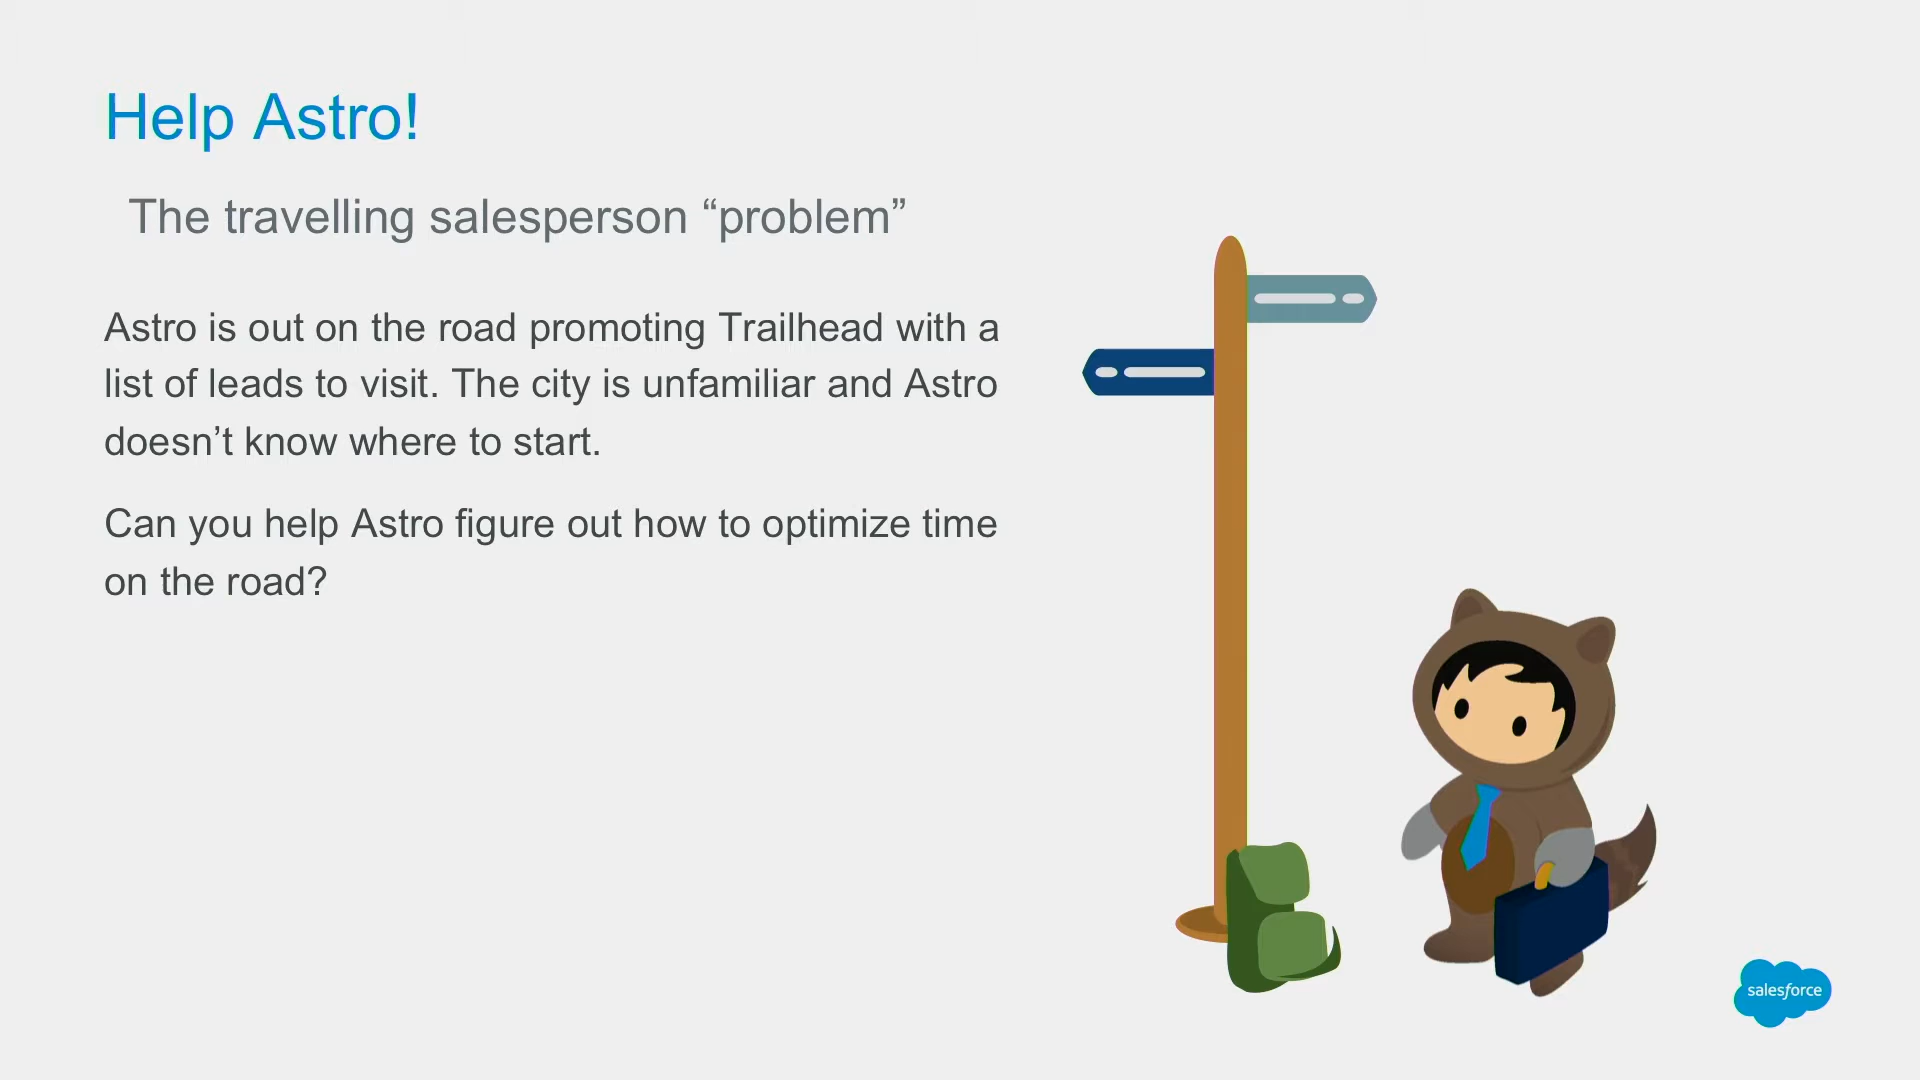 Help Astro!
The travelling salesperson “problem”
Astro is out on the road promoting Trailhead with a
list of leads to visit. The city is unfamiliar and Astro
doesn’t know where to start.
Can you help Astro figure out how to optimize time
on the road?
salesforce